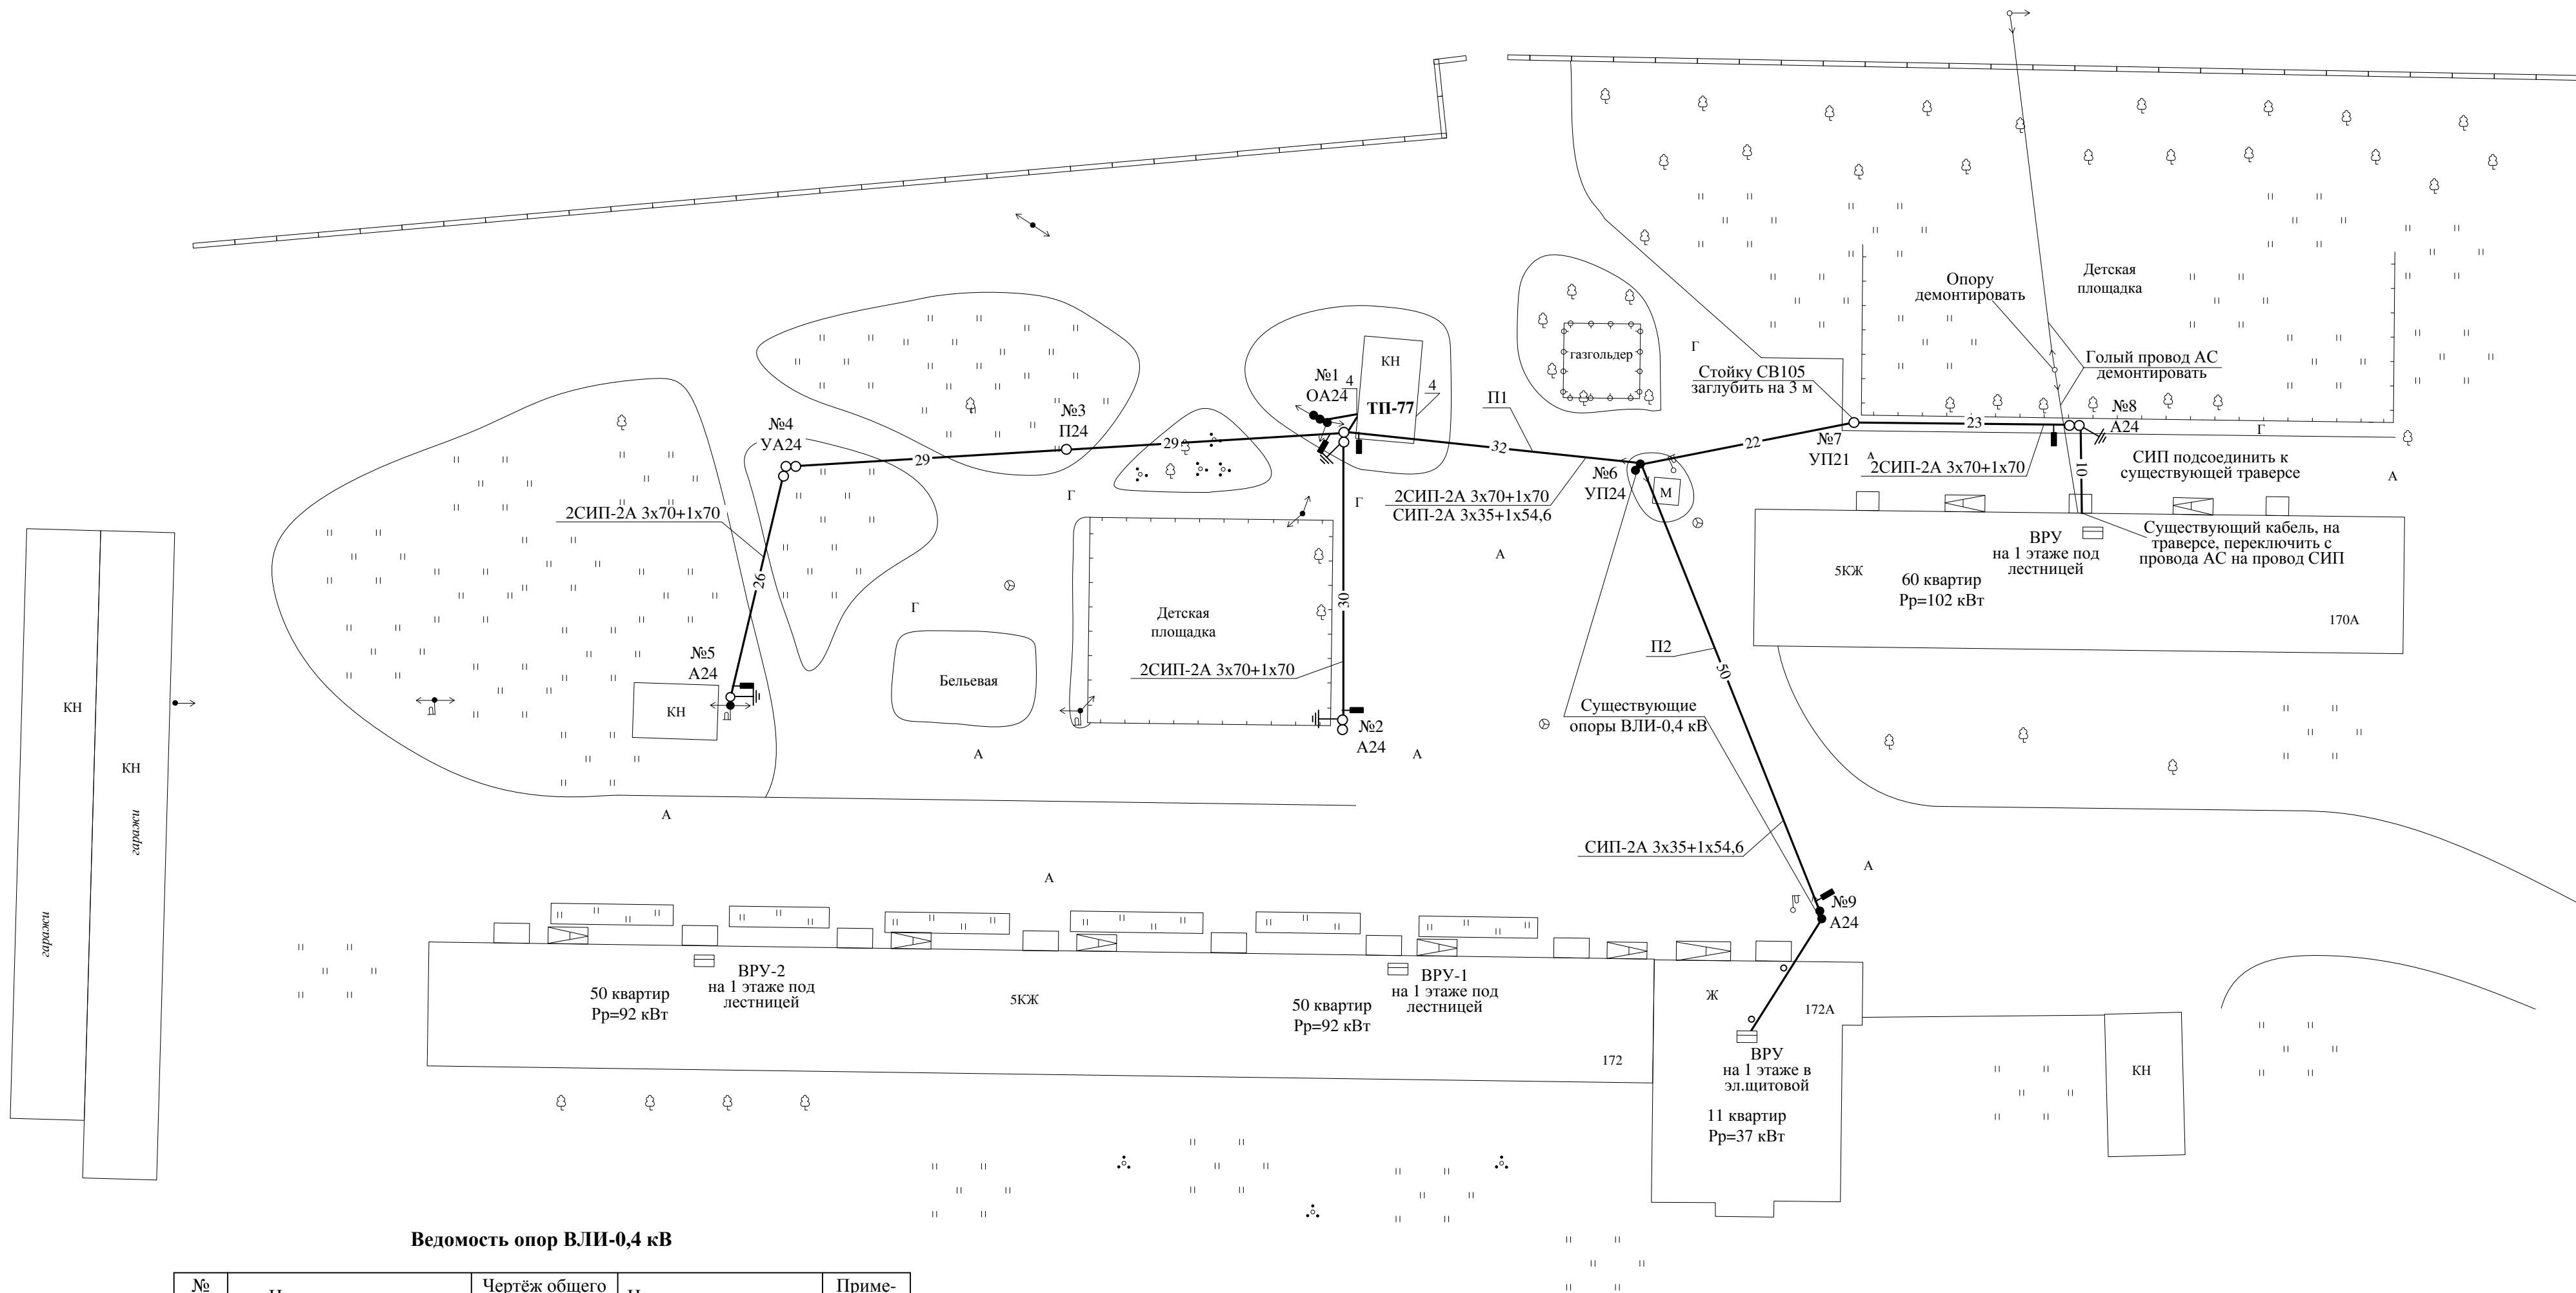 Опору
демонтировать
Детская
площадка
Голый провод АС
демонтировать
КН
газгольдер
Г
Стойку СВ105
заглубить на 3 м
№1
ОА24
4
4
ТП-77
П1
№3
П24
№4
УА24
29
29
32
22
№7
УП21
23
№8
А24
Г
А
2СИП-2А 3х70+1х70
10
СИП подсоединить к
существующей траверсе
А
№6
УП24
М
2СИП-2А 3х70+1х70
СИП-2А 3х35+1х54,6
Г
Г
2СИП-2А 3х70+1х70
А
26
Г
30
Детская
площадка
5КЖ
60 квартир
Рр=102 кВт
ВРУ
на 1 этаже под
лестницей
Существующий кабель, на
траверсе, переключить с
провода АС на провод СИП
170А
П2
50
2СИП-2А 3х70+1х70
№5
А24
Бельевая
КН
КН
КН
гаражи
гаражи
№2
А24
Существующие
опоры ВЛИ-0,4 кВ
А
А
А
А
СИП-2А 3х35+1х54,6
А
№9
А24
50 квартир
Рр=92 кВт
ВРУ-2
на 1 этаже под
лестницей
5КЖ
50 квартир
Рр=92 кВт
ВРУ-1
на 1 этаже под
лестницей
172
Ж
172А
ВРУ
на 1 этаже в
эл.щитовой
11 квартир
Рр=37 кВт
КН
Ведомость опор ВЛИ-0,4 кВ
№
Чертёж общего
Приме-